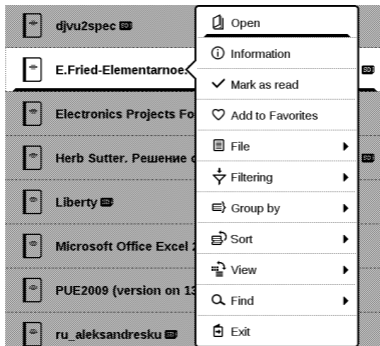 djvu2spec
Open
E.Fried-Elementarnoe
Information
Mark as read
Electronics Projects Fo
Add to Favorites
File
Herb Sutter. Решение
Filtering
Liberty
Group by
Sort
Microsoft Office Excel
View
PUE2009 (version on 13
Find
ru_aleksandresku
Exit